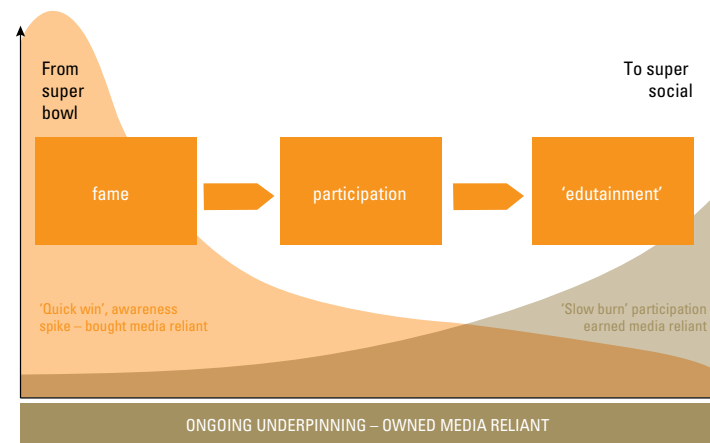 From
super
bowl
To super
social
fame
participation
'edutainment'
'Quick win', awareness
spike – bought media reliant
'Slow burn' participation
earned media reliant
ONGOING UNDERPINNING – OWNED MEDIA RELIANT